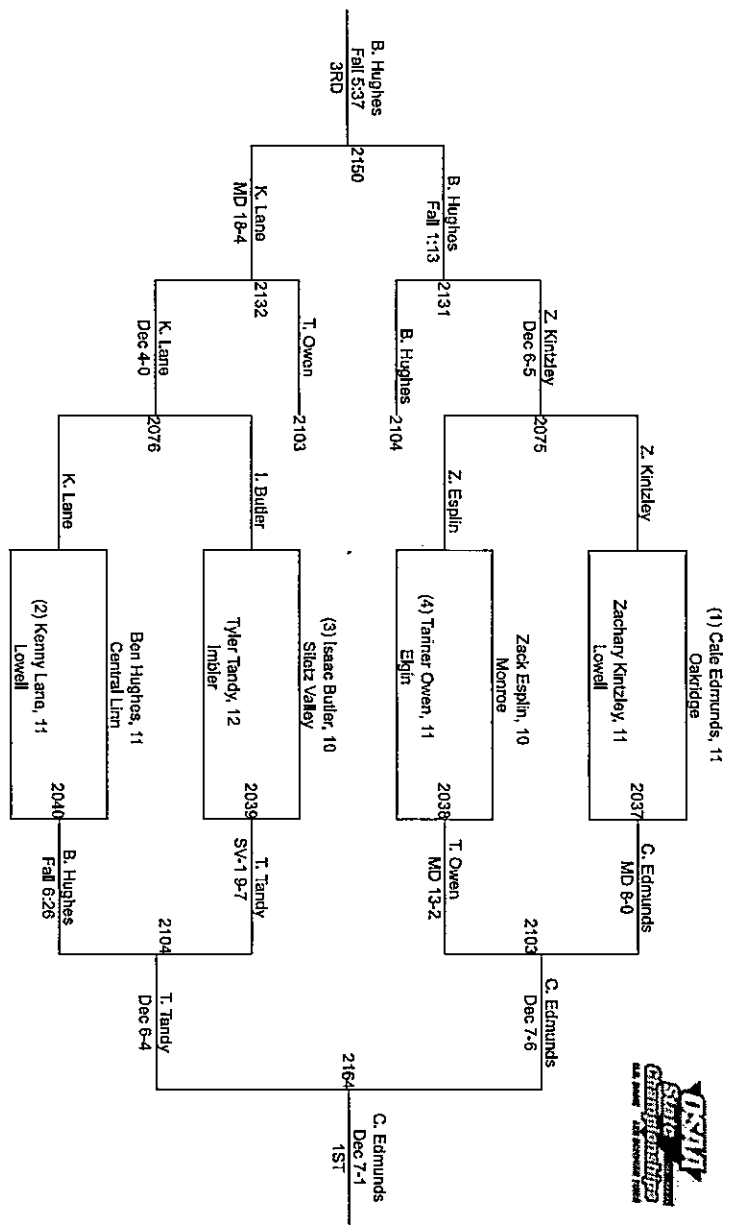 OSAA
State
Championships
(1) Cale Edmunds, 11
Oakridge
Z. Kintzley
2037
C. Edmunds
MD 8-0
Zachary Kintzley, 11
Lowell
Z. Kintzley
Dec 6-5
2075
2103
C. Edmunds
Dec 7-6
Zack Esplin, 10
Monroe
B. Hughes
Fall 1:13
2131
Z. Esplin
2038
T. Owen
MD 13-2
(4) Tanner Owen, 11
Elgin
B. Hughes
2104
B. Hughes
Fall 5:37
3RD
2150
2164
C. Edmunds
Dec 7-1
1ST
T. Owen
2103
(3) Isaac Butler, 10
Siletz Valley
K. Lane
MD 18-4
2132
I. Butler
2039
T. Tandy
SV-1 9-7
Tyler Tandy, 12
Imbler
K. Lane
Dec 4-0
2076
2104
T. Tandy
Dec 6-4
Ben Hughes, 11
Central Linn
K. Lane
2040
B. Hughes
Fall 6:26
(2) Kenny Lane, 11
Lowell